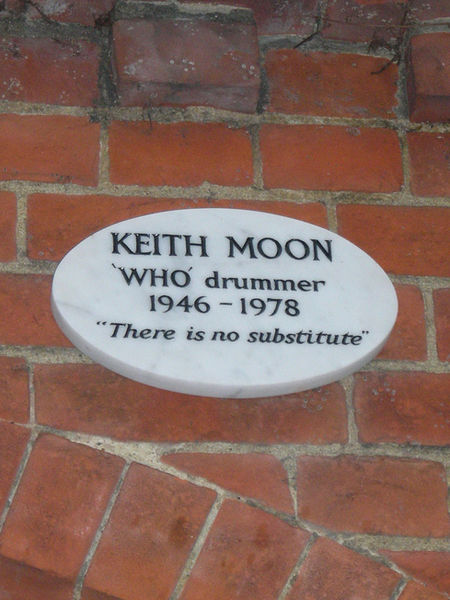 KEITH MOON
'WHO' drummer
1946 – 1978
"There is no substitute"